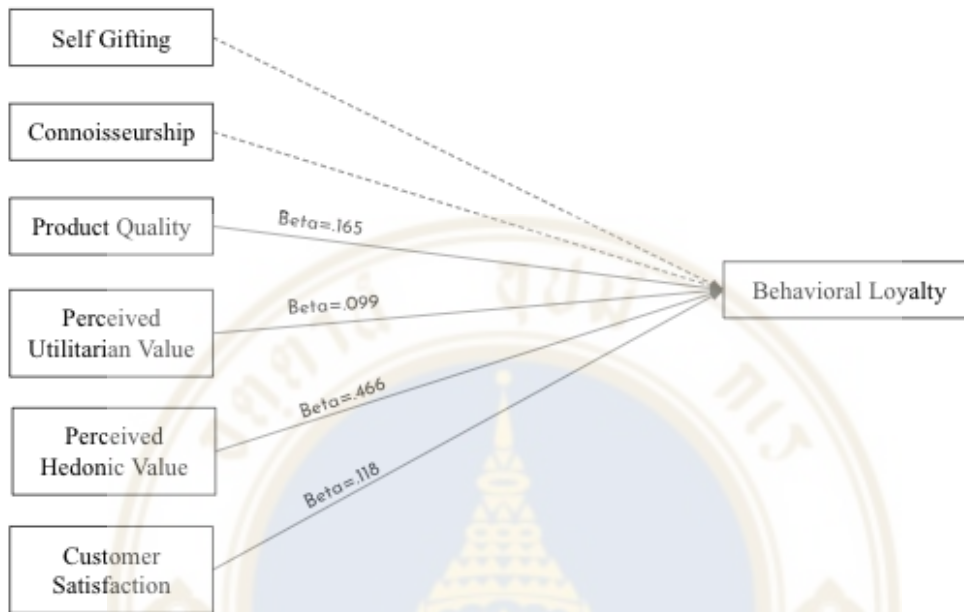 Self Gifting
Connoisseurship
Product Quality
Beta=.165
Perceived
Utilitarian Value
Beta=.099
Perceived
Hedonic Value
Beta=.466
Customer
Satisfaction
Beta=.118
Behavioral Loyalty